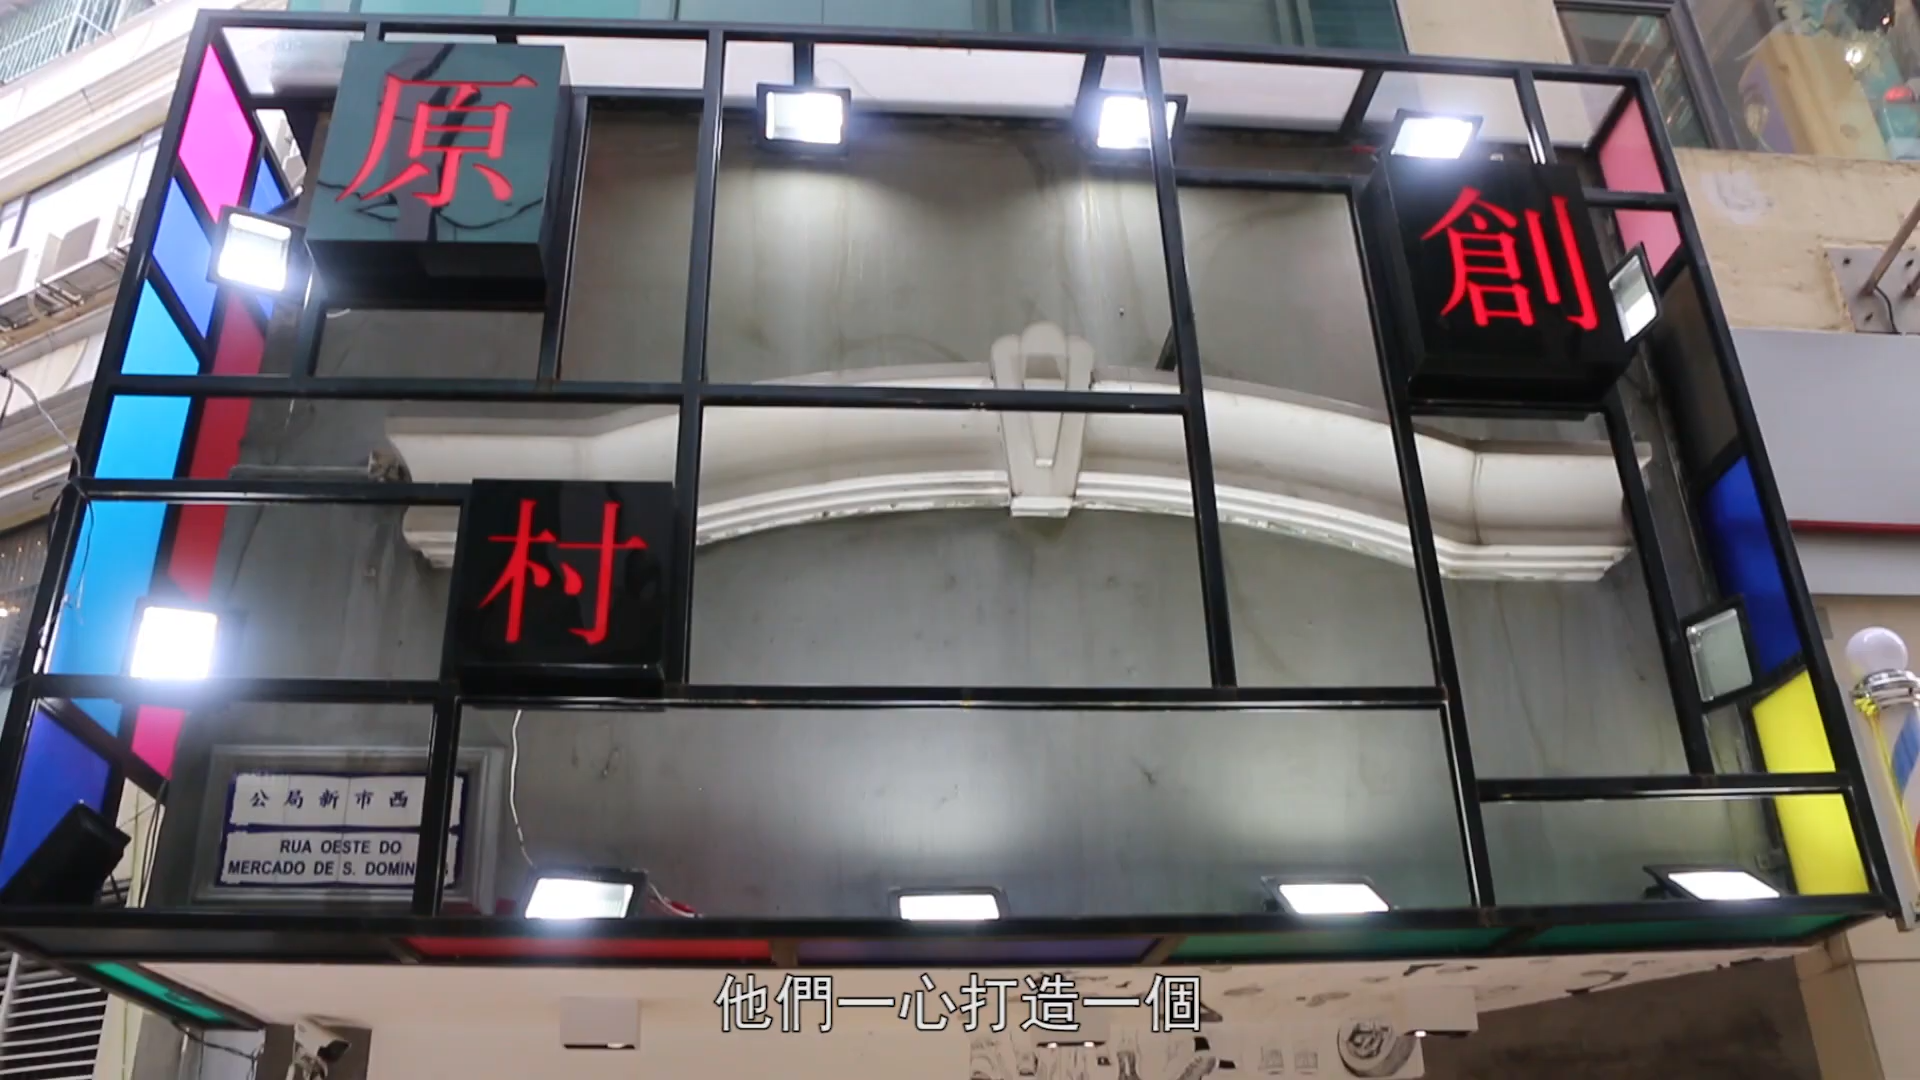 原
創
村
公局新市西
RUA OESTE DO
MERCADO DE S. DOMIN
他們一心打造一個